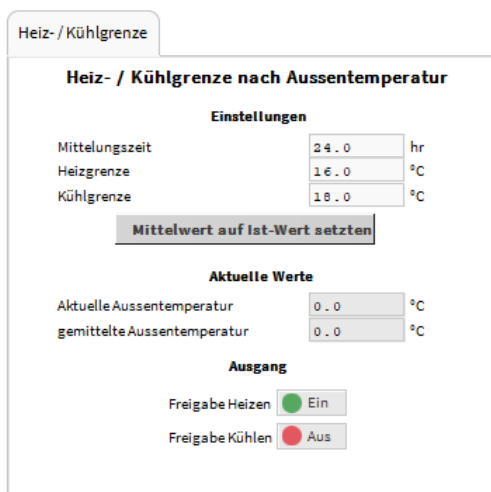 Heiz- / Kühlgrenze
Heiz- / Kühlgrenze nach Aussentemperatur
Einstellungen
Mittelungszeit 24.0 hr
Heizgrenze 16.0 °C
Kühlgrenze 18.0 °C
Mittelwert auf Ist-Wert setzten
Aktuelle Werte
Aktuelle Aussentemperatur 0.0 °C
gemittelte Aussentemperatur 0.0 °C
Ausgang
Freigabe Heizen Ein
Freigabe Kühlen Aus